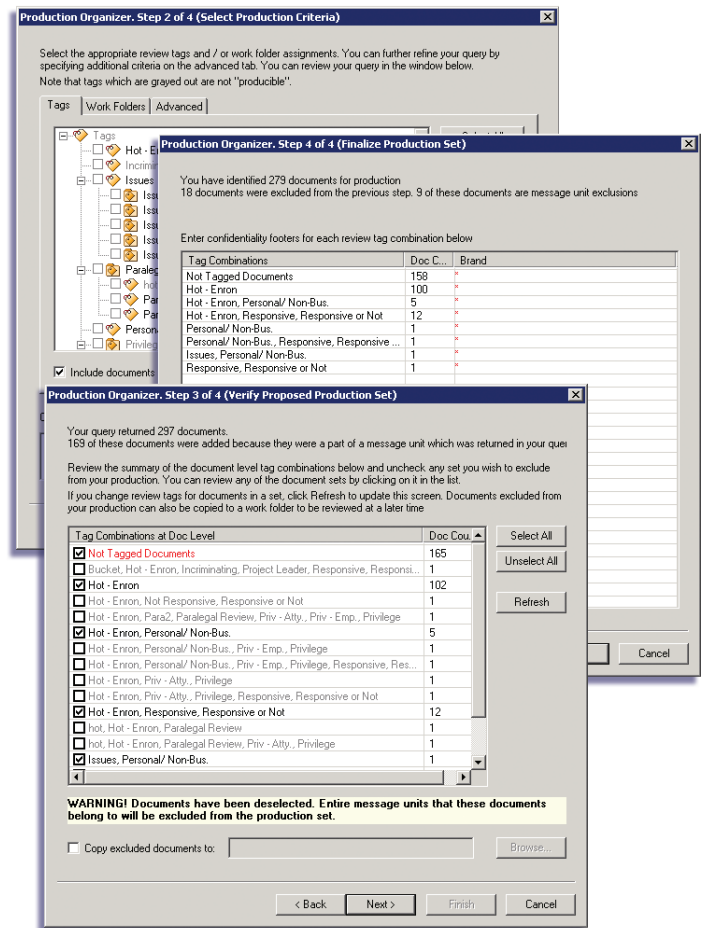 Production Organizer. Step 2 of 4 (Select Production Criteria)
Select the appropriate review tags and / or work folder assignments. You can further refine your query by
specifying additional criteria on the advanced tab. You can review your query in the window below.
Note that tags which are grayed out are not "producible".
Tags
Work Folders
Advanced
Tags
Hot - E
Incrimin
Issues
Iss
Iss
Iss
Iss
Iss
Paraleg
hot
Par
Par
Person
Privileg
Include documents
Production Organizer. Step 4 of 4 (Finalize Production Set)
You have identified 279 documents for production
18 documents were excluded from the previous step. 9 of these documents are message unit exclusions
Enter confidentiality footers for each review tag combination below
Tag Combinations Doc C... Brand
Not Tagged Documents 158
Hot - Enron 100
Hot - Enron, Personal/ Non-Bus. 5
Hot - Enron, Responsive, Responsive or Not 12
Personal/ Non-Bus. 1
Personal/ Non-Bus., Responsive, Responsive ... 1
Issues, Personal/ Non-Bus. 1
Responsive, Responsive or Not 1
Cancel
Production Organizer. Step 3 of 4 (Verify Proposed Production Set)
Your query returned 297 documents.
169 of these documents were added because they were a part of a message unit which was returned in your quer
Review the summary of the document level tag combinations below and uncheck any set you wish to exclude
from your production. You can review any of the document sets by clicking on it in the list.
If you change review tags for documents in a set, click Refresh to update this screen. Documents excluded from
your production can also be copied to a work folder to be reviewed at a later time
Tag Combinations at Doc Level Doc Cou.
Not Tagged Documents 165
Bucket, Hot - Enron, Incriminating, Project Leader, Responsive, Responsi... 1
Hot - Enron 102
Hot - Enron, Not Responsive, Responsive or Not 1
Hot - Enron, Para2, Paralegal Review, Priv - Atty., Priv - Emp., Privilege 1
Hot - Enron, Personal/ Non-Bus. 5
Hot - Enron, Personal/ Non-Bus., Priv - Emp., Privilege 1
Hot - Enron, Personal/ Non-Bus., Priv - Emp., Privilege, Responsive, Res... 1
Hot - Enron, Priv - Atty., Privilege 1
Hot - Enron, Priv - Atty., Privilege, Responsive, Responsive or Not 1
Hot - Enron, Responsive, Responsive or Not 12
hot, Hot - Enron, Paralegal Review 1
hot, Hot - Enron, Paralegal Review, Priv - Atty., Privilege 1
Issues, Personal/ Non-Bus. 1
Select All
Unselect All
Refresh
WARNING! Documents have been deselected. Entire message units that these documents
belong to will be excluded from the production set.
Copy excluded documents to:
Browse...
< Back
Next >
Finish
Cancel